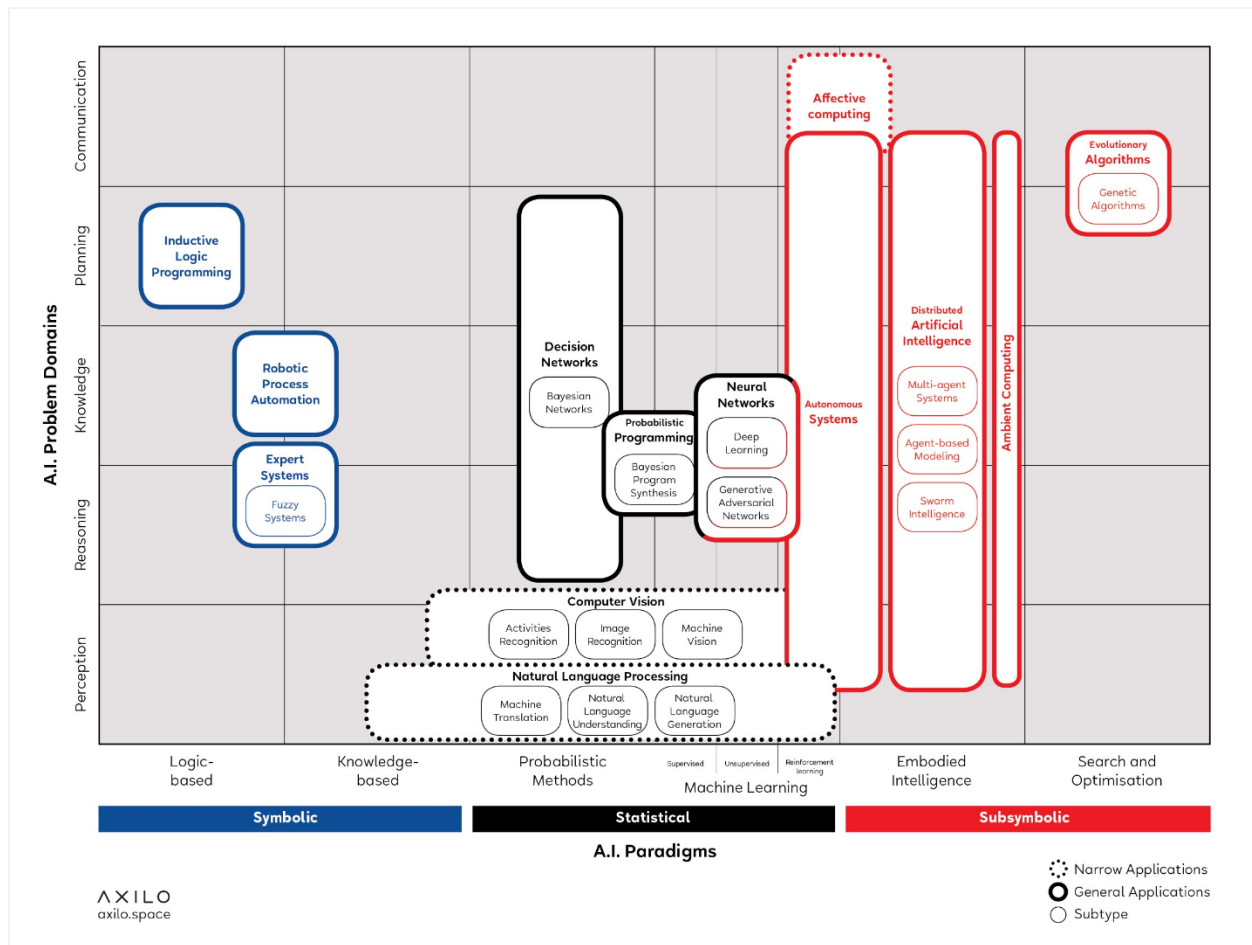 A.I. Problem Domains
Communication
Planning
Knowledge
Reasoning
Perception
Affective
computing
Evolutionary
Algorithms
Genetic
Algorithms
Inductive
Logic
Programming
Robotic
Process
Automation
Expert
Systems
Fuzzy
Systems
Decision
Networks
Bayesian
Networks
Probabilistic
Programming
Bayesian
Program
Synthesis
Neural
Networks
Deep
Learning
Generative
Adversarial
Networks
Autonomous
Systems
Distributed
Artificial
Intelligence
Multi-agent
Systems
Agent-based
Modeling
Swarm
Intelligence
Ambient Computing
Computer Vision
Activities
Recognition
Image
Recognition
Machine
Vision
Natural Language Processing
Machine
Translation
Natural
Language
Understanding
Natural
Language
Generation
Logic-
based
Knowledge-
based
Probabilistic
Methods
Supervised
Unsupervised
Reinforcement
learning
Machine Learning
Embodied
Intelligence
Search and
Optimisation
Symbolic
Statistical
Subsymbolic
A.I. Paradigms
Narrow Applications
General Applications
Subtype
AXILO
axilo.space